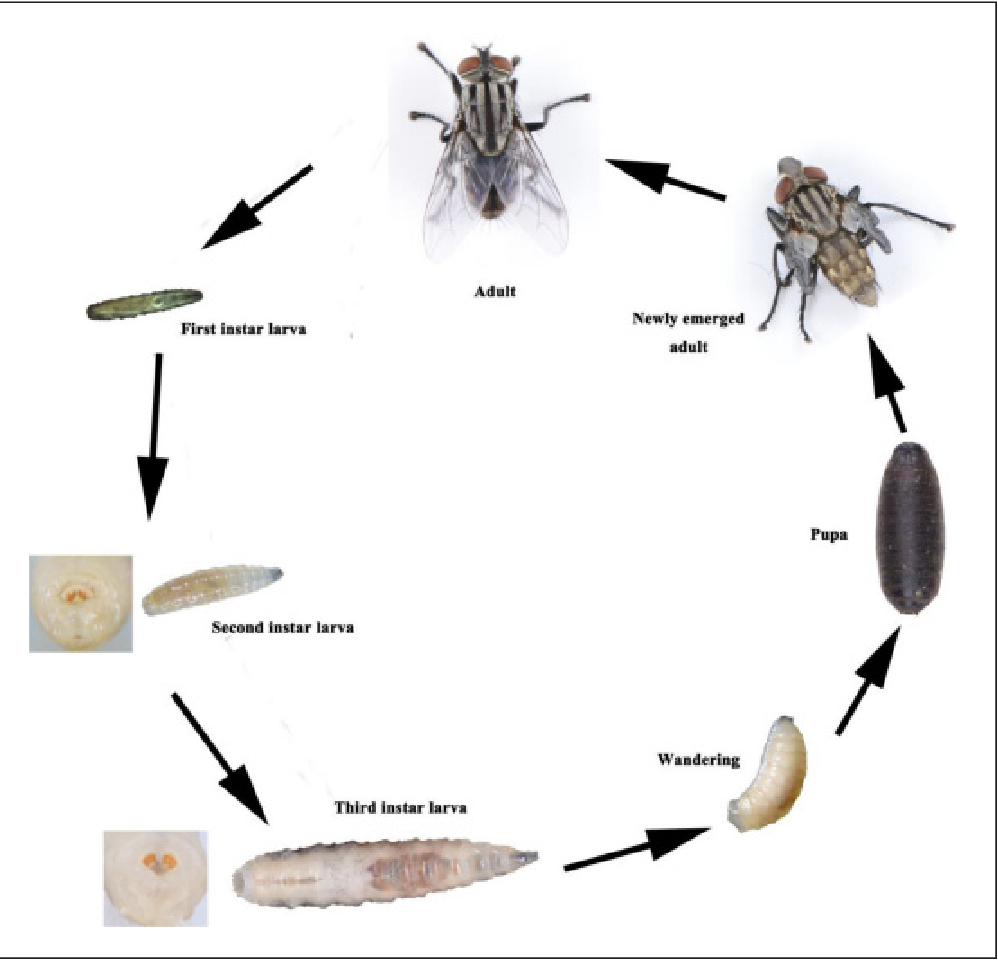 Adult
Newly emerged
adult
First instar larva
Pupa
Second instar larva
Wandering
Third instar larva